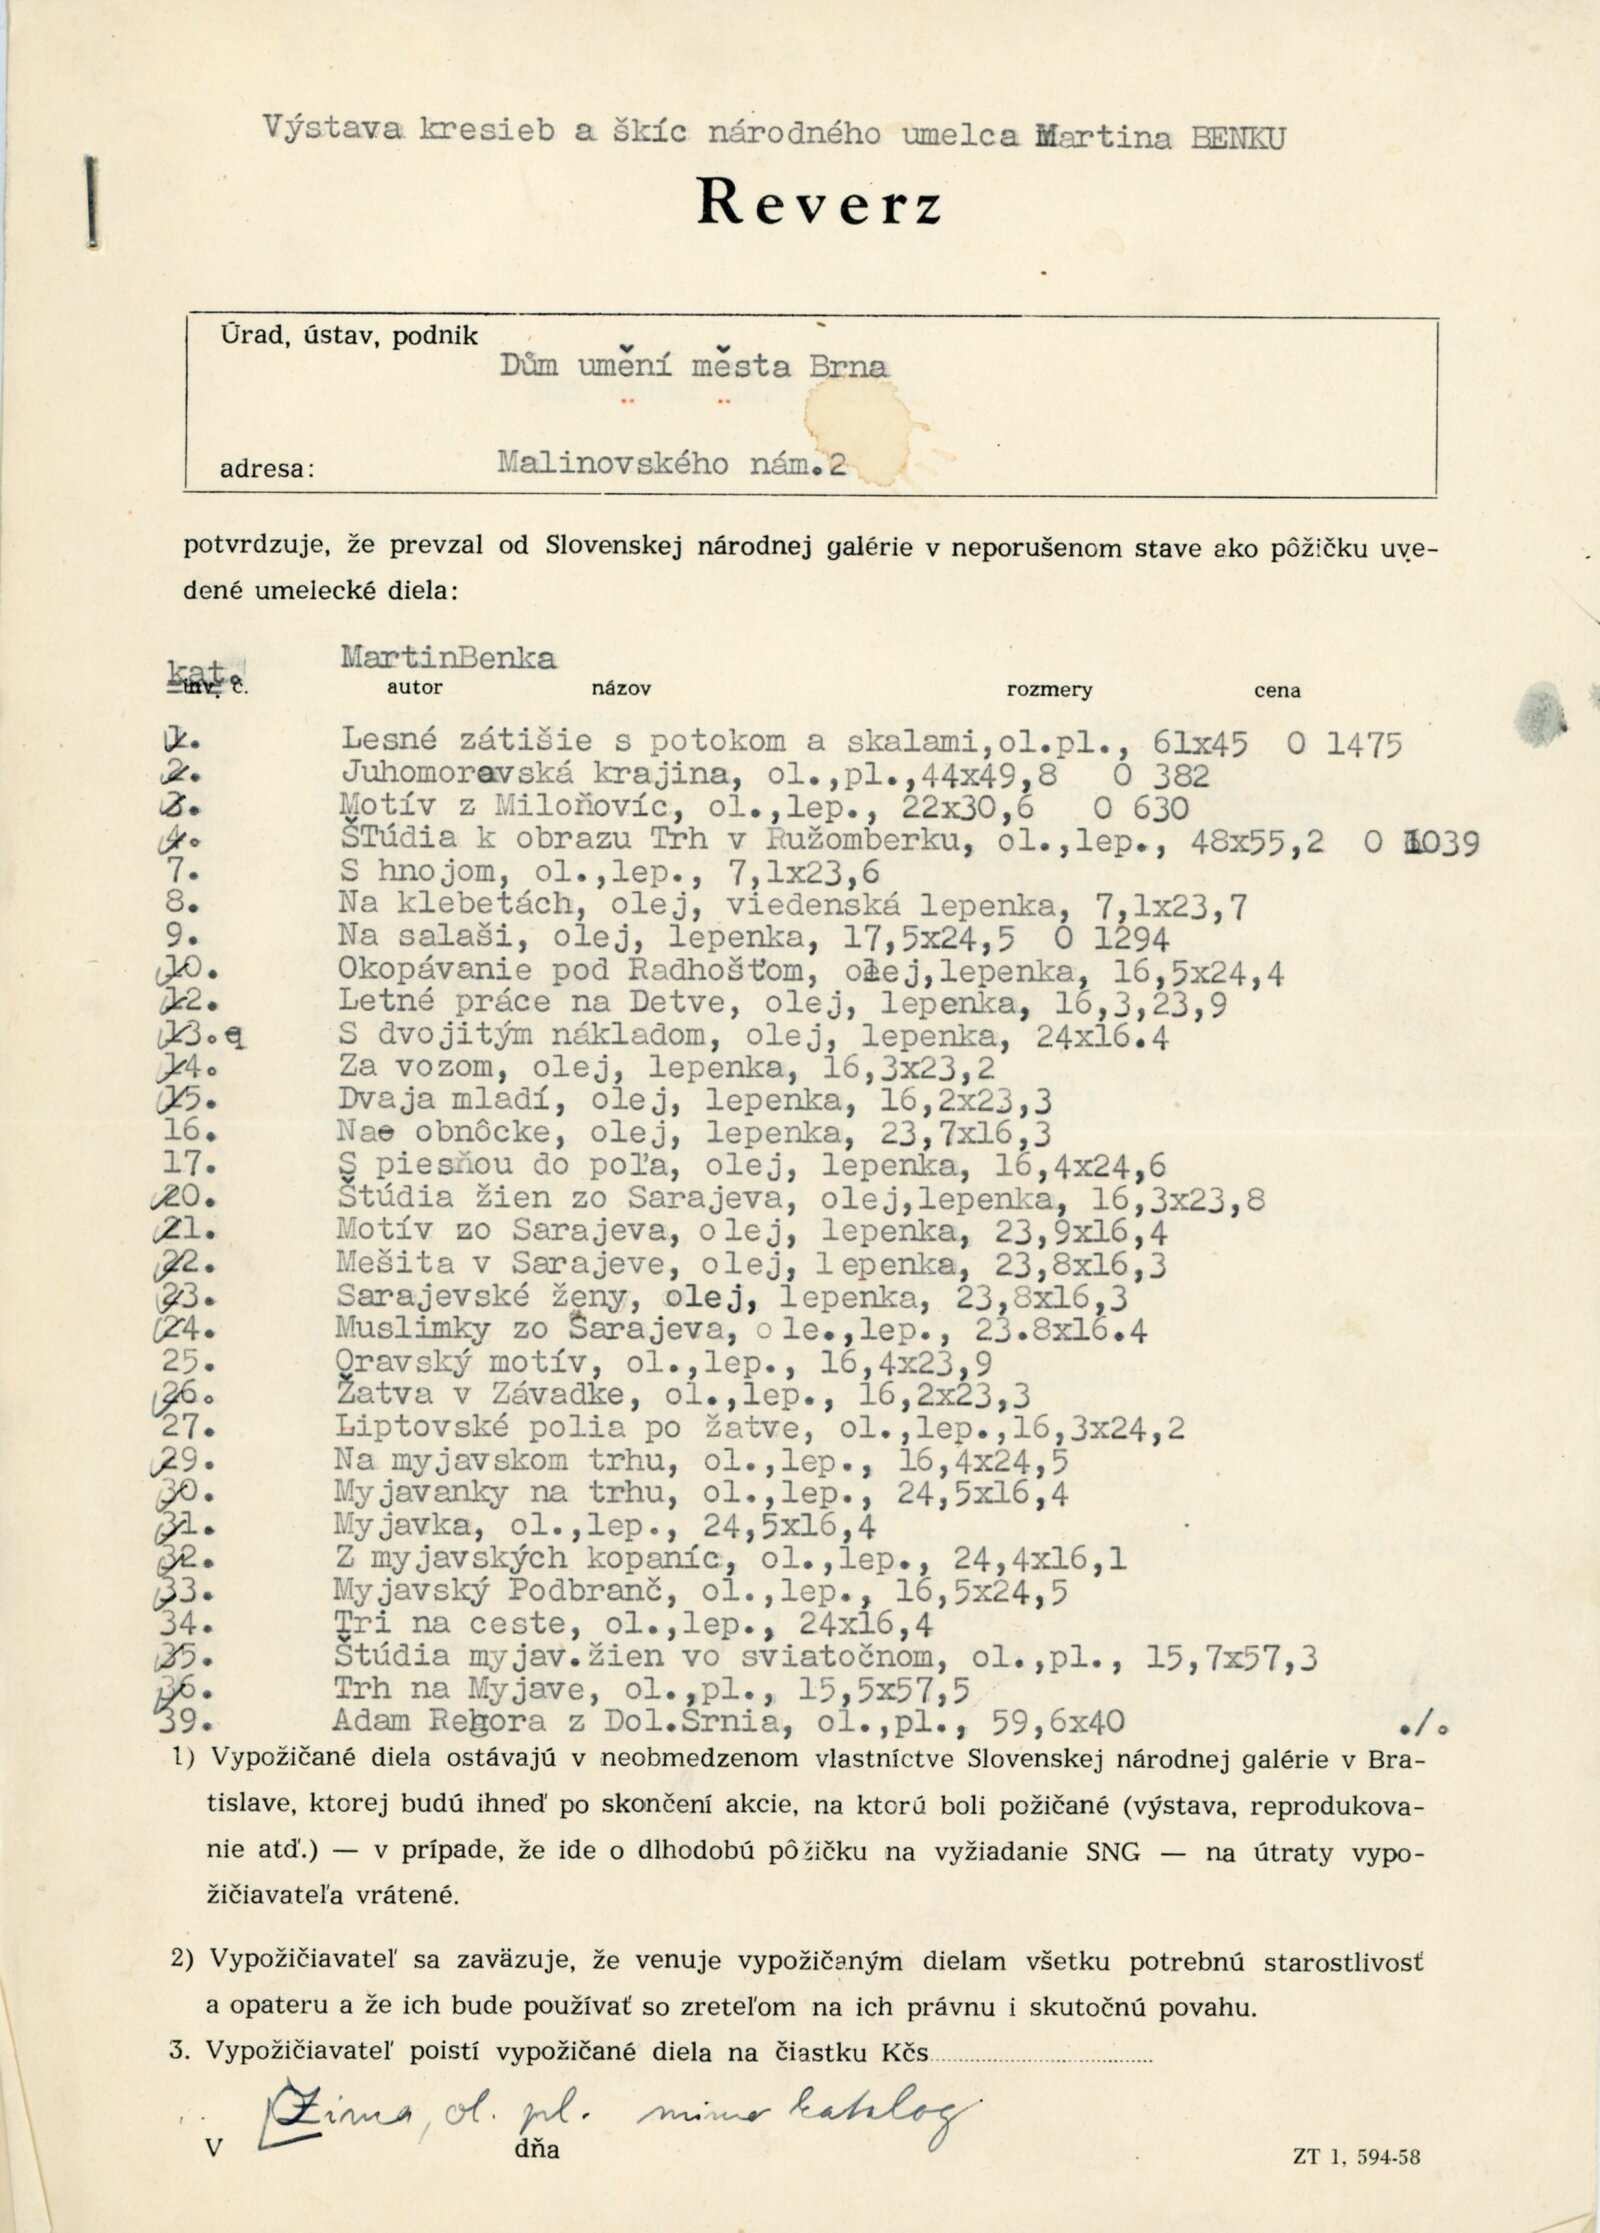 Výstava kresieb a škíc národného umelca Martina BENKU
Reverz
Úrad, ústav, podnik
Dům umění města Brna
adresa: Malinovského nám.2
potvrdzuje, že prevzal od Slovenskej národnej galérie v neporušenom stave ako pôžičku uve-
dené umelecké diela:
MartinBenka
kat. inv. č. autor názov rozmery cena
1. Lesné zátišie s potokom a skalami,ol.pl., 61x45 O 1475
2. Juhomoravská krajina, ol.,pl.,44x49,8 O 382
3. Motív z Miloňovíc, ol.,lep., 22x30,6 O 630
4. ŠTúdia k obrazu Trh v Ružomberku, ol.,lep., 48x55,2 O 1039
7. S hnojom, ol.,lep., 7,1x23,6
8. Na klebetách, olej, viedenská lepenka, 7,1x23,7
9. Na salaši, olej, lepenka, 17,5x24,5 O 1294
10. Okopávanie pod Radhošťom, olej,lepenka, 16,5x24,4
12. Letné práce na Detve, olej, lepenka, 16,3,23,9
13.a S dvojitým nákladom, olej, lepenka, 24x16.4
14. Za vozom, olej, lepenka, 16,3x23,2
15. Dvaja mladí, olej, lepenka, 16,2x23,3
16. Nae obnôcke, olej, lepenka, 23,7x16,3
17. S piesňou do poľa, olej, lepenka, 16,4x24,6
20. Štúdia žien zo Sarajeva, olej,lepenka, 16,3x23,8
21. Motív zo Sarajeva, olej, lepenka, 23,9x16,4
22. Mešita v Sarajeve, olej, lepenka, 23,8x16,3
23. Sarajevské ženy, olej, lepenka, 23,8x16,3
24. Muslimky zo Sarajeva, ole.,lep., 23.8x16.4
25. Oravský motív, ol.,lep., 16,4x23,9
26. Žatva v Závadke, ol.,lep., 16,2x23,3
27. Liptovské polia po žatve, ol.,lep.,16,3x24,2
29. Na myjavskom trhu, ol.,lep., 16,4x24,5
30. Myjavanky na trhu, ol.,lep., 24,5x16,4
31. Myjavka, ol.,lep., 24,5x16,4
32. Z myjavských kopaníc, ol.,lep., 24,4x16,1
33. Myjavský Podbranč, ol.,lep., 16,5x24,5
34. Tri na ceste, ol.,lep., 24x16,4
35. Štúdia myjav.žien vo sviatočnom, ol.,pl., 15,7x57,3
36. Trh na Myjave, ol.,pl., 15,5x57,5
39. Adam Rehora z Dol.Srnia, ol.,pl., 59,6x40 ./.
1) Vypožičané diela ostávajú v neobmedzenom vlastníctve Slovenskej národnej galérie v Bra-
tislave, ktorej budú ihneď po skončení akcie, na ktorú boli požičané (výstava, reprodukova-
nie atď.) — v prípade, že ide o dlhodobú pôžičku na vyžiadanie SNG — na útraty vypo-
žičiavateľa vrátené.
2) Vypožičiavateľ sa zaväzuje, že venuje vypožičaným dielam všetku potrebnú starostlivosť
a opateru a že ich bude používať so zreteľom na ich právnu i skutočnú povahu.
3. Vypožičiavateľ poistí vypožičané diela na čiastku Kčs
Zima, ol. pl. mimo katalog
V dňa
ZT 1, 594-58